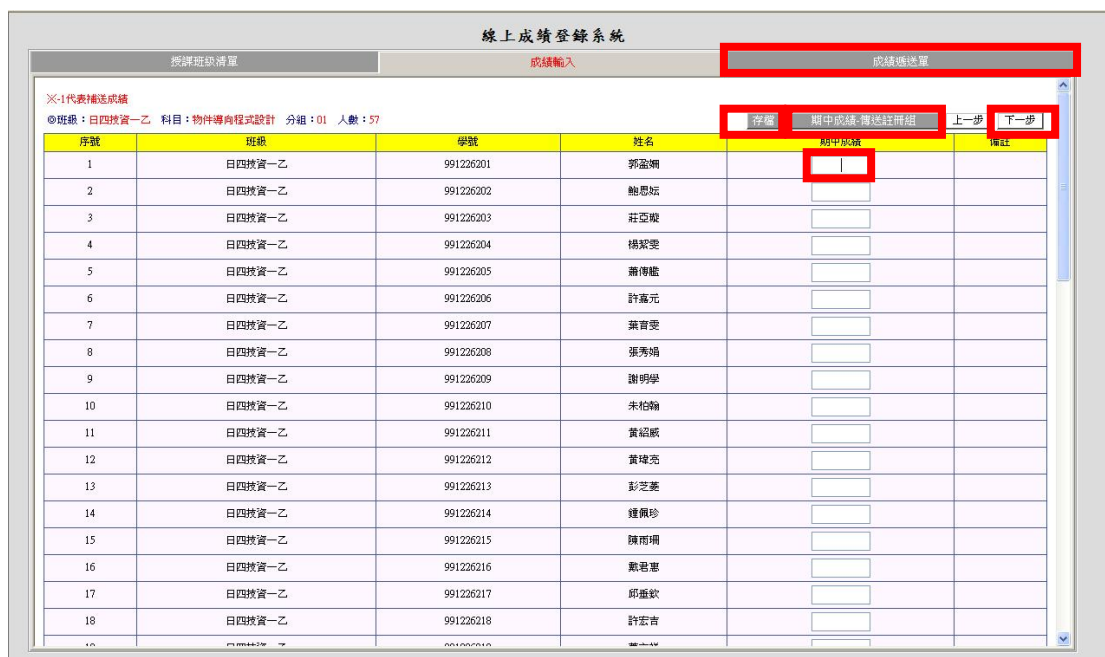 線上成績登錄系統
授課班級清單 成績輸入 成績遞送單
※-1代表補送成績
◎班級：日四技資一乙 科目：物件導向程式設計 分組：01 人數：57 存檔 期中成績-傳送註冊組 上一步 下一步
序號 班級 學號 姓名 期中成績 備註
1 日四技資一乙 991226201 郭盈姍
2 日四技資一乙 991226202 鮑思妘
3 日四技資一乙 991226203 莊亞璇
4 日四技資一乙 991226204 楊絜雯
5 日四技資一乙 991226205 蕭傳艦
6 日四技資一乙 991226206 許嘉元
7 日四技資一乙 991226207 葉育雯
8 日四技資一乙 991226208 張秀娟
9 日四技資一乙 991226209 謝明學
10 日四技資一乙 991226210 朱柏翰
11 日四技資一乙 991226211 黃紹威
12 日四技資一乙 991226212 黃瑋亮
13 日四技資一乙 991226213 彭芝菱
14 日四技資一乙 991226214 鍾佩珍
15 日四技資一乙 991226215 陳雨珊
16 日四技資一乙 991226216 戴君惠
17 日四技資一乙 991226217 邱垂欽
18 日四技資一乙 991226218 許宏吉